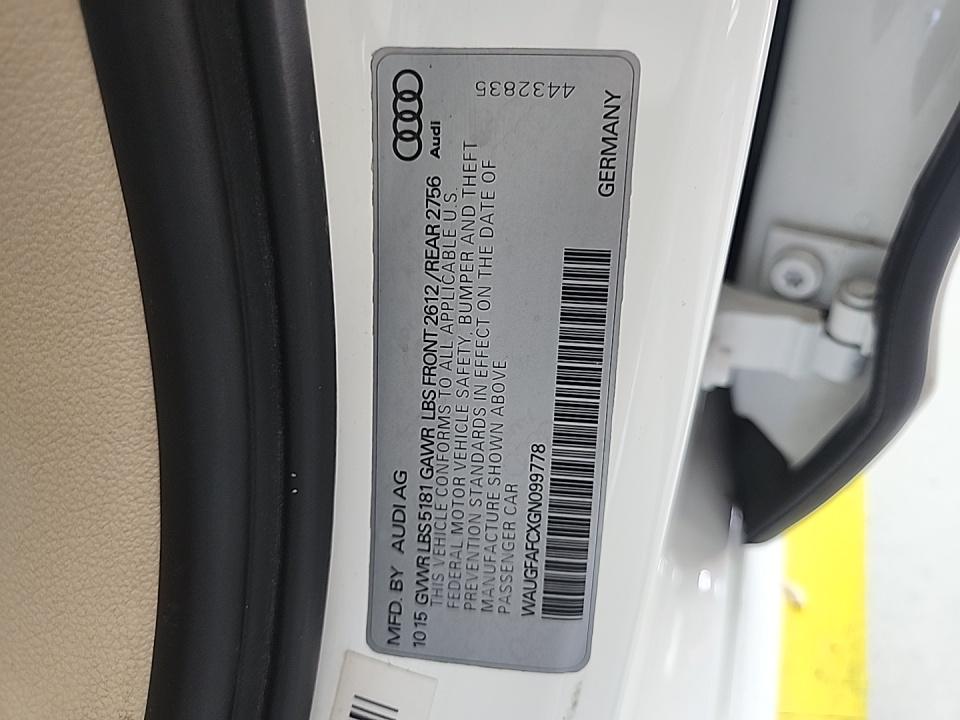 MFD. BY AUDI AG
Audi
10 15 GVWR LBS 5181 GAWR LBS FRONT 2612 /REAR 2756
THIS VEHICLE CONFORMS TO ALL APPLICABLE U.S.
FEDERAL MOTOR VEHICLE SAFETY, BUMPER AND THEFT
PREVENTION STANDARDS IN EFFECT ON THE DATE OF
MANUFACTURE SHOWN ABOVE.
PASSENGER CAR
4432835
WAUGFAFCXGN099778
GERMANY